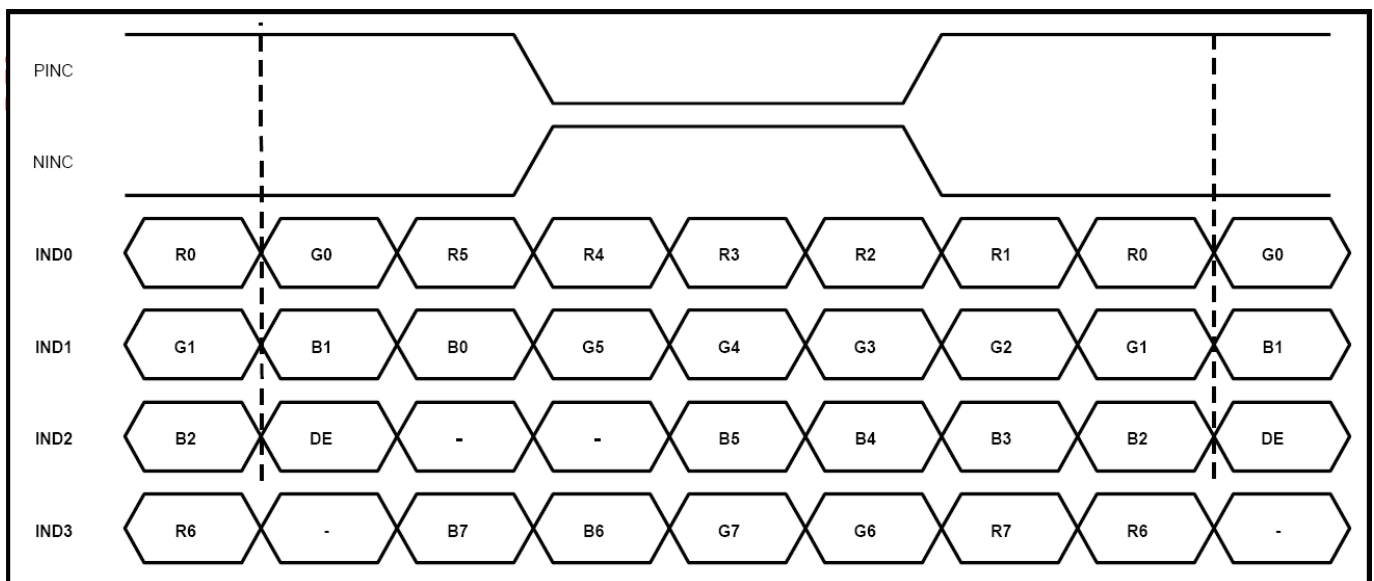 PINC
NINC
IND0 R0 G0 R5 R4 R3 R2 R1 R0 G0
IND1 G1 B1 B0 G5 G4 G3 G2 G1 B1
IND2 B2 DE - - B5 B4 B3 B2 DE
IND3 R6 - B7 B6 G7 G6 R7 R6 -